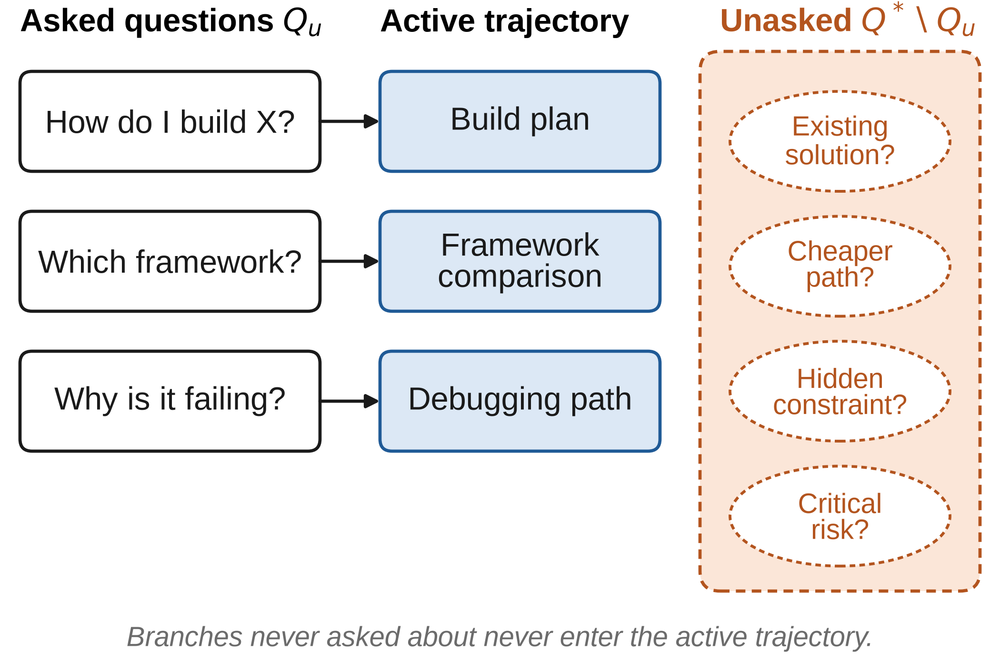 Asked questions Q_u
Active trajectory
Unasked Q* \ Q_u
How do I build X?
Build plan
Which framework?
Framework
comparison
Why is it failing?
Debugging path
Existing
solution?
Cheaper
path?
Hidden
constraint?
Critical
risk?
Branches never asked about never enter the active trajectory.